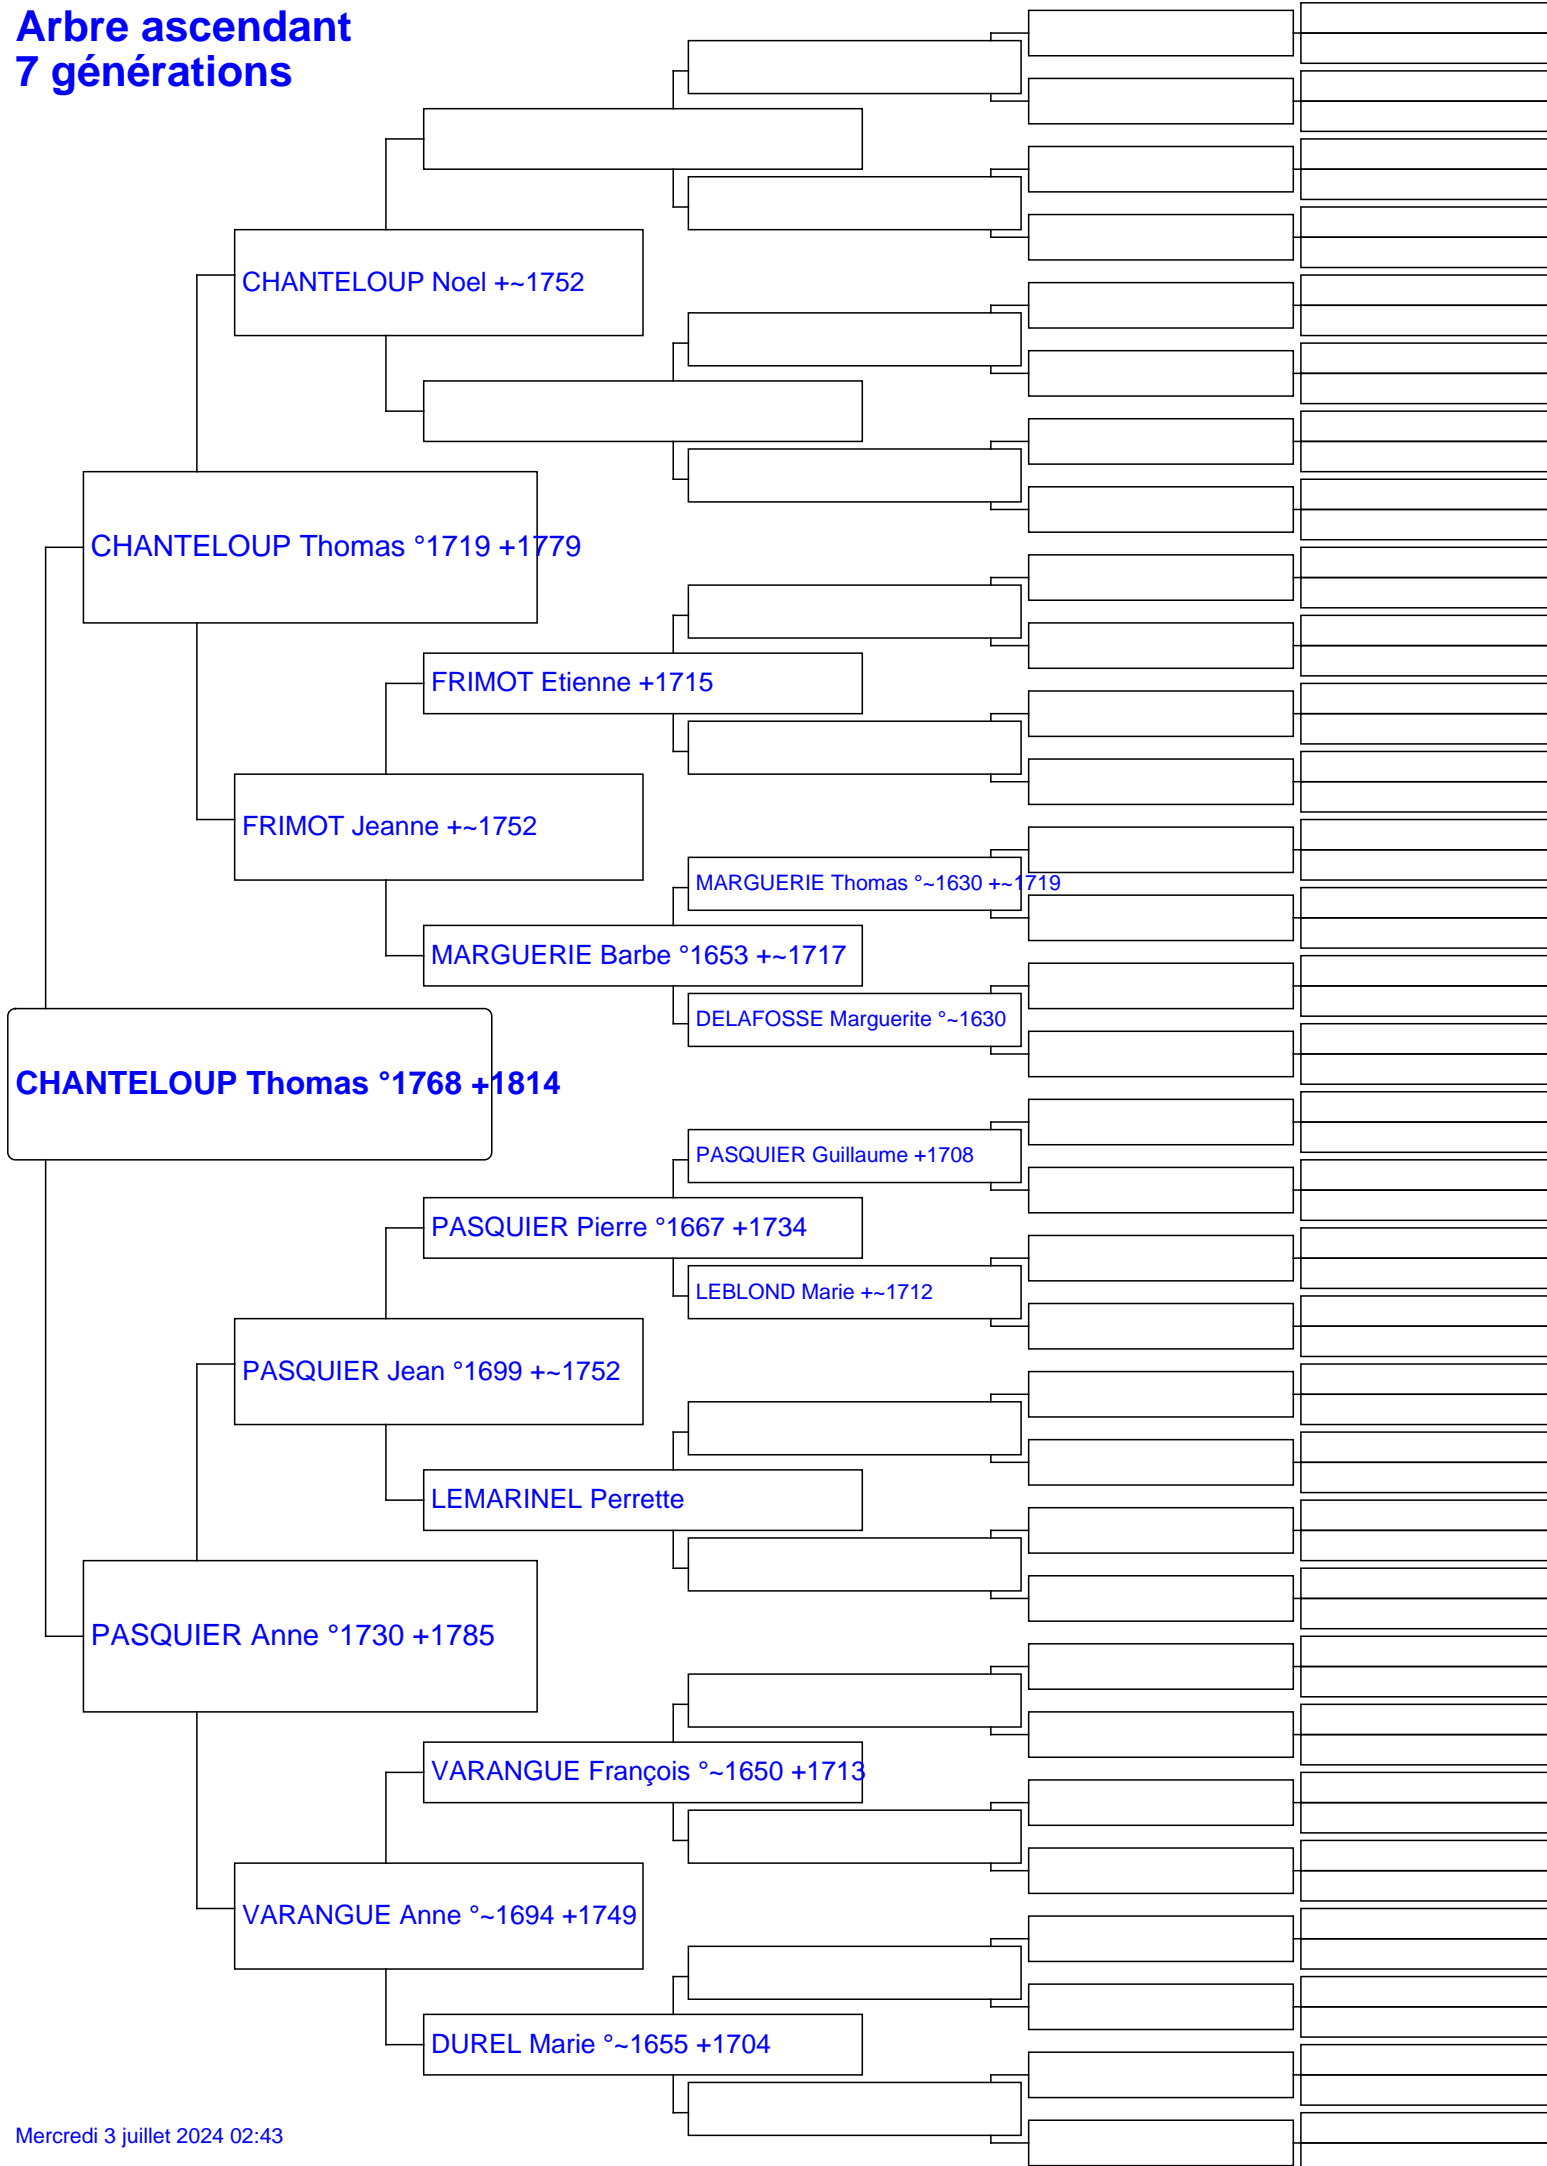 Arbre ascendant
7 générations
CHANTELOUP Noel +~1752
CHANTELOUP Thomas °1719 +1779
FRIMOT Etienne +1715
FRIMOT Jeanne +~1752
MARGUERIE Thomas °~1630 +~1719
MARGUERIE Barbe °1653 +~1717
DELAFOSSE Marguerite °~1630
CHANTELOUP Thomas °1768 +1814
PASQUIER Guillaume +1708
PASQUIER Pierre °1667 +1734
LEBLOND Marie +~1712
PASQUIER Jean °1699 +~1752
LEMARINEL Perrette
PASQUIER Anne °1730 +1785
VARANGUE François °~1650 +1713
VARANGUE Anne °~1694 +1749
DUREL Marie °~1655 +1704
Mercredi 3 juillet 2024 02:43